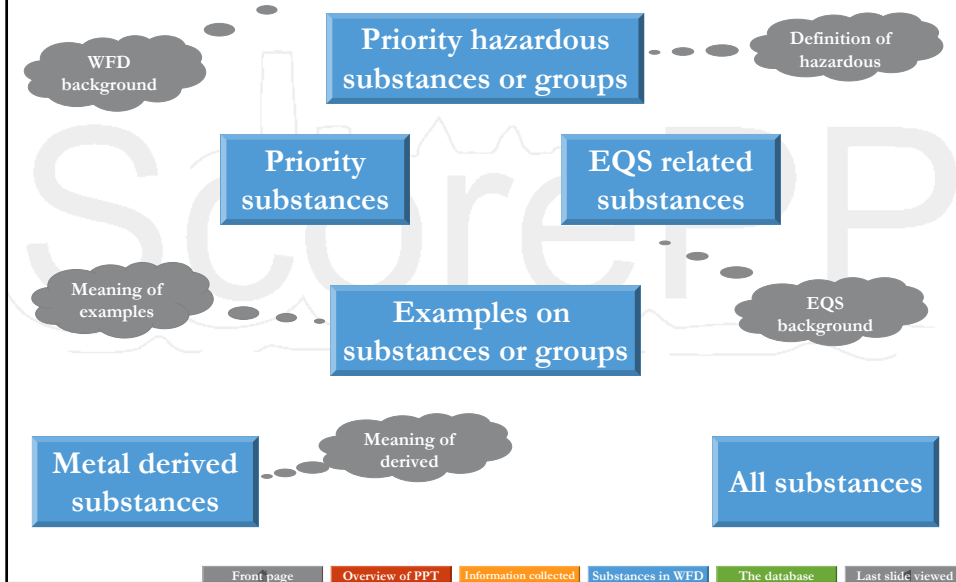 Priority hazardous
substances or groups
WFD
background
Definition of
hazardous
Priority
substances
EQS related
substances
ScorePP
Meaning of
examples
Examples on
substances or groups
EQS
background
Metal derived
substances
Meaning of
derived
All substances
Front page
Overview of PPT
Information collected
Substances in WFD
The database
Last slide viewed